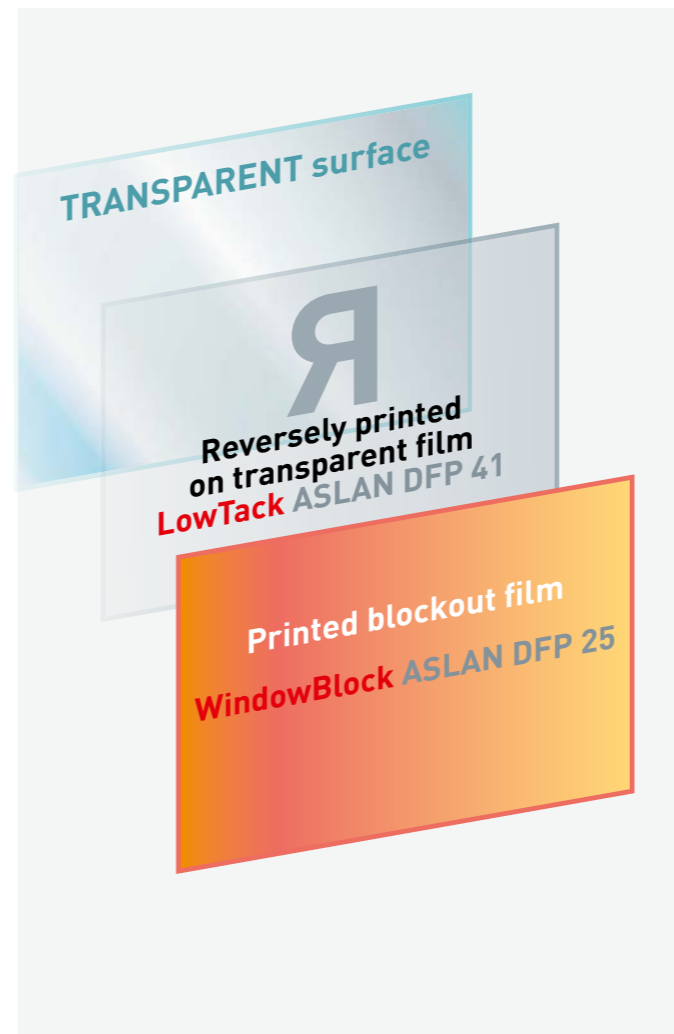 TRANSPARENT surface
Я
Reversely printed
on transparent film
LowTack ASLAN DFP 41
Printed blockout film
WindowBlock ASLAN DFP 25